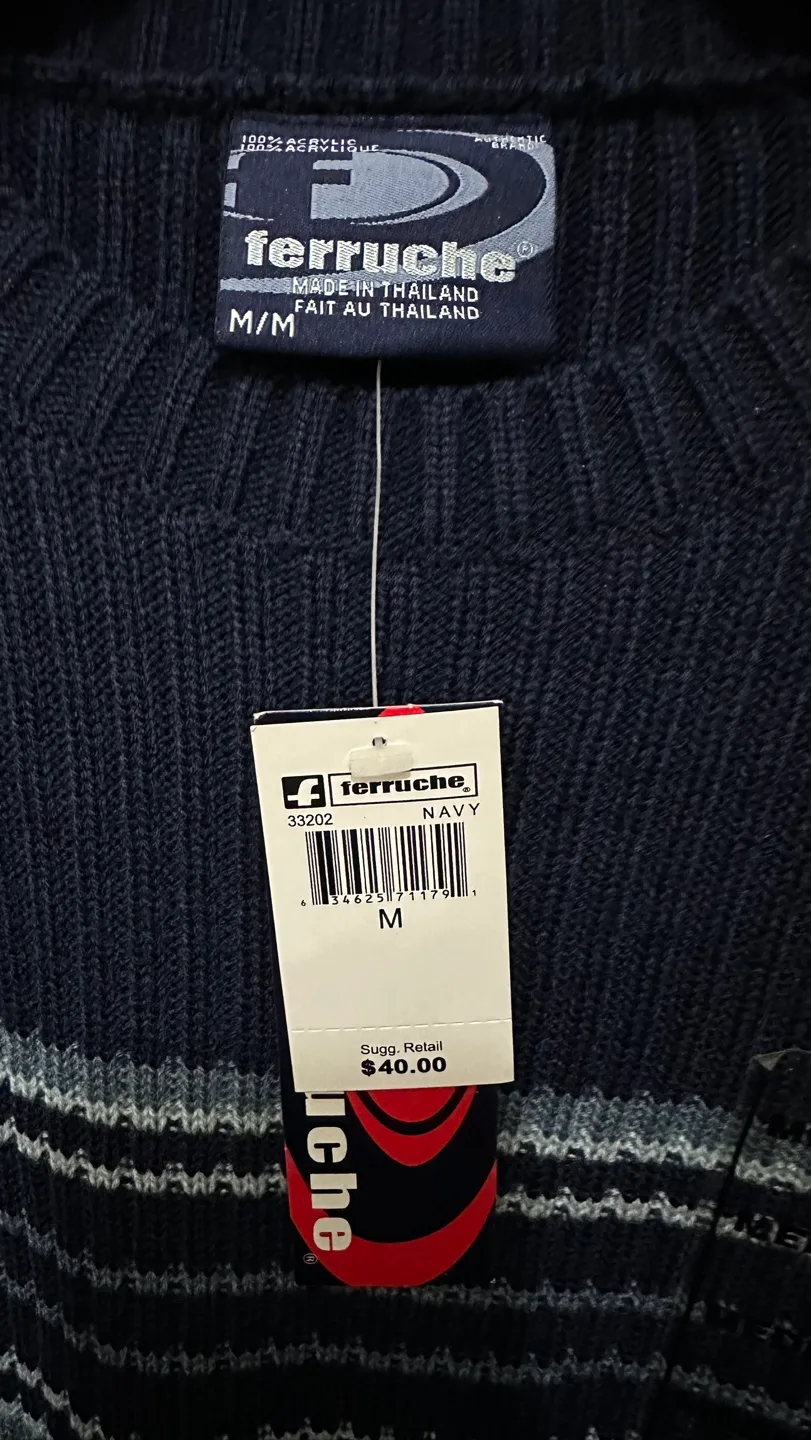 100% ACRYLIC
100% ACRYLIQUE
AUTHENTIC
BRAND
f
ferruche®
MADE IN THAILAND
M/M FAIT AU THAILAND
f ferruche®
33202 NAVY
6 34625 71179 1
M
Sugg. Retail
$40.00
uche®
ME